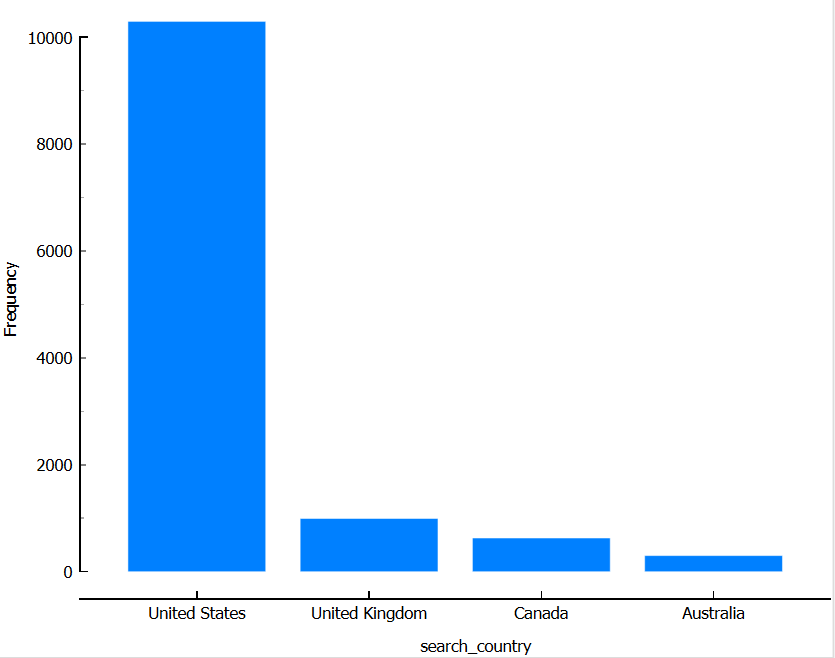 10000
8000
6000
4000
2000
0
Frequency
United States
United Kingdom
Canada
Australia
search_country